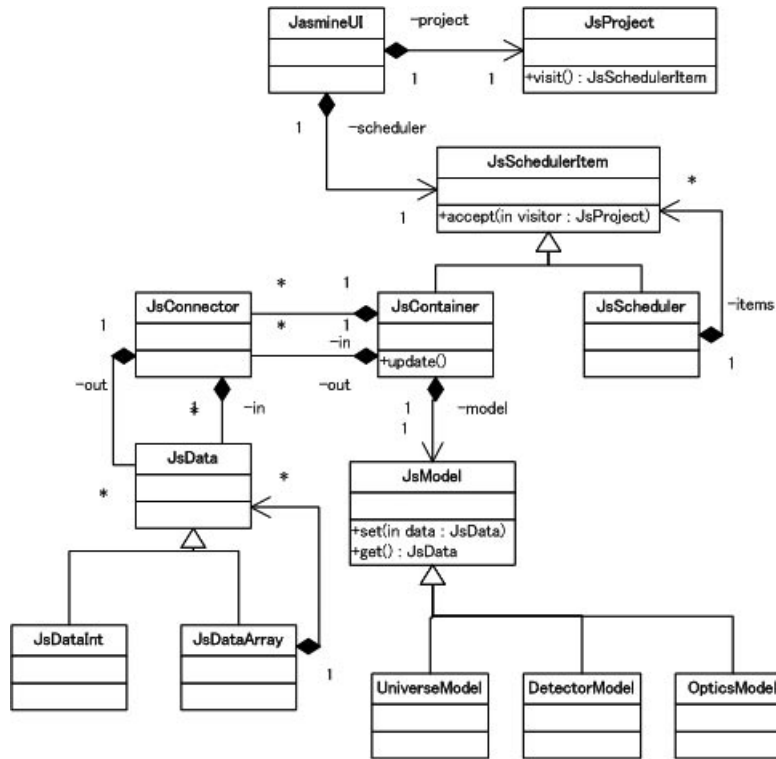 JasmineUI
-project
JsProject
1
1
+visit() : JsSchedulerItem
1
-scheduler
JsSchedulerItem
*
1
+accept(in visitor : JsProject)
*
1
JsConnector
JsContainer
JsScheduler
-items
1
*
1
-in
+update()
1
-out
-out
1
*
-in
1
-model
1
JsData
JsModel
*
*
+set(in data : JsData)
+get() : JsData
JsDataInt
JsDataArray
1
UniverseModel
DetectorModel
OpticsModel